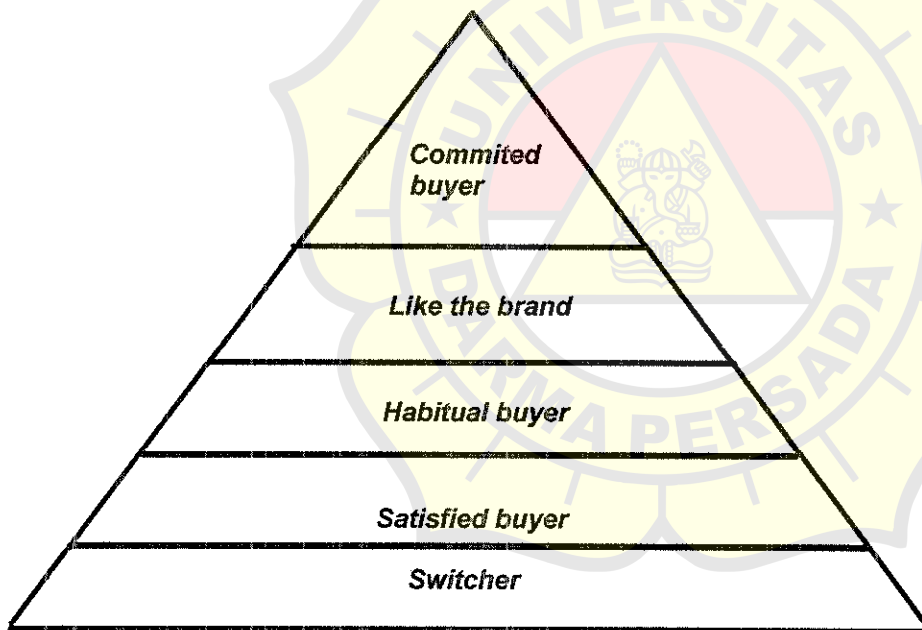 UNIVERSITAS
DARMA PERSADA
Commited
buyer
Like the brand
Habitual buyer
Satisfied buyer
Switcher